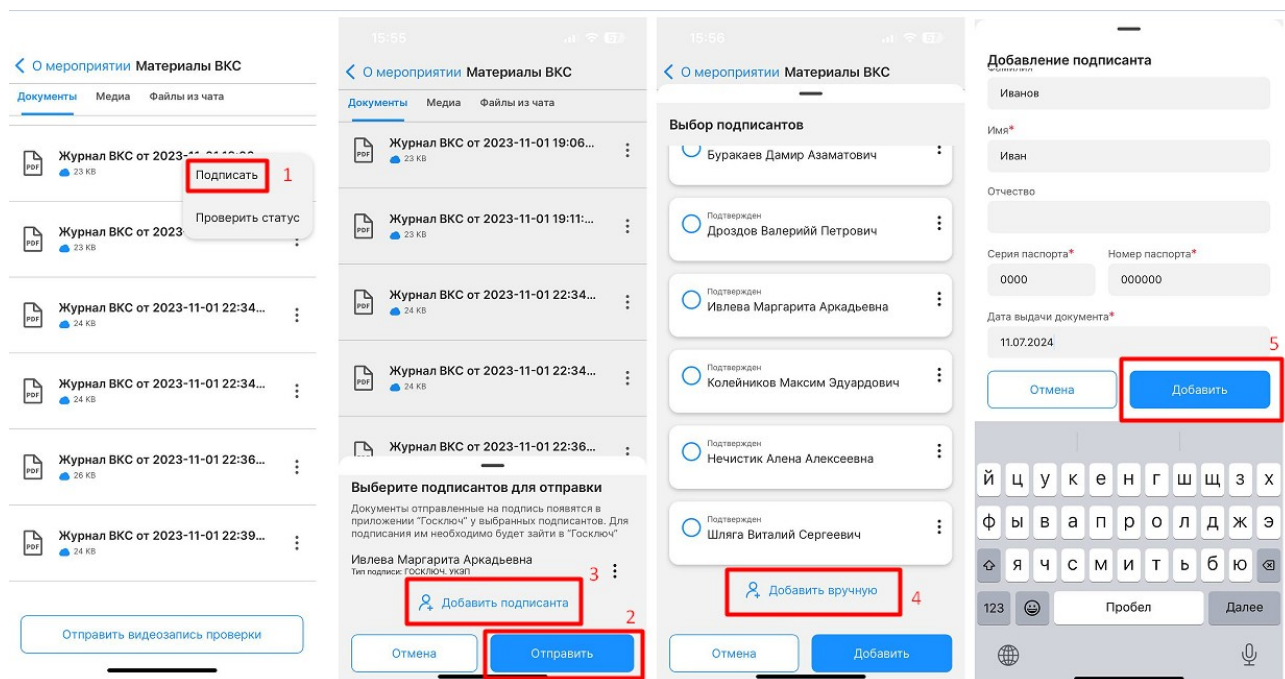 О мероприятии Материалы ВКС
Документы Медиа Файлы из чата
PDF
23 KB
Подписать
1
Проверить статус
PDF
Журнал ВКС от 2023
23 KB
PDF
Журнал ВКС от 2023-11-01 22:34...
24 KB
PDF
Журнал ВКС от 2023-11-01 22:34...
24 KB
PDF
Журнал ВКС от 2023-11-01 22:36...
26 KB
PDF
Журнал ВКС от 2023-11-01 22:39...
24 KB
Отправить видеозапись проверки
15:55
О мероприятии Материалы ВКС
Документы Медиа Файлы из чата
PDF
Журнал ВКС от 2023-11-01 19:06...
23 KB
PDF
Журнал ВКС от 2023-11-01 19:11:...
23 KB
PDF
Журнал ВКС от 2023-11-01 22:34...
24 KB
PDF
Журнал ВКС от 2023-11-01 22:34...
24 KB
Журнал ВКС от 2023-11-01 22:36...
Выберите подписантов для отправки
Документы отправленные на подпись появятся в
приложении "Госключ" у выбранных подписантов. Для
подписания им необходимо будет зайти в "Госключ"
Ивлева Маргарита Аркадьевна
Тип подписи: ГОСКЛЮЧ. УКЭП
3
Добавить подписанта
2
Отмена Отправить
15:56
О мероприятии Материалы ВКС
Выбор подписантов
Буракаев Дамир Азаматович
Подтвержден
Дроздов Валерийй Петрович
Подтвержден
Ивлева Маргарита Аркадьевна
Подтвержден
Колейников Максим Эдуардович
Подтвержден
Нечистик Алена Алексеевна
Подтвержден
Шляга Виталий Сергеевич
Добавить вручную
4
Отмена Добавить
Добавление подписанта
Иванов
Имя*
Иван
Отчество
Серия паспорта* Номер паспорта*
0000 000000
Дата выдачи документа*
11.07.2024
5
Отмена Добавить
й ц у к е н г ш щ з х
ф ы в а п р о л д ж э
я ч с м и т ь б ю
123 Пробел Далее